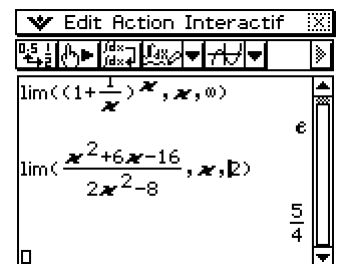 Edit Action Interactif
lim((1+1/x)^x,x,∞)
e
lim((x^2+6x-16)/(2x^2-8),x,2)
5/4